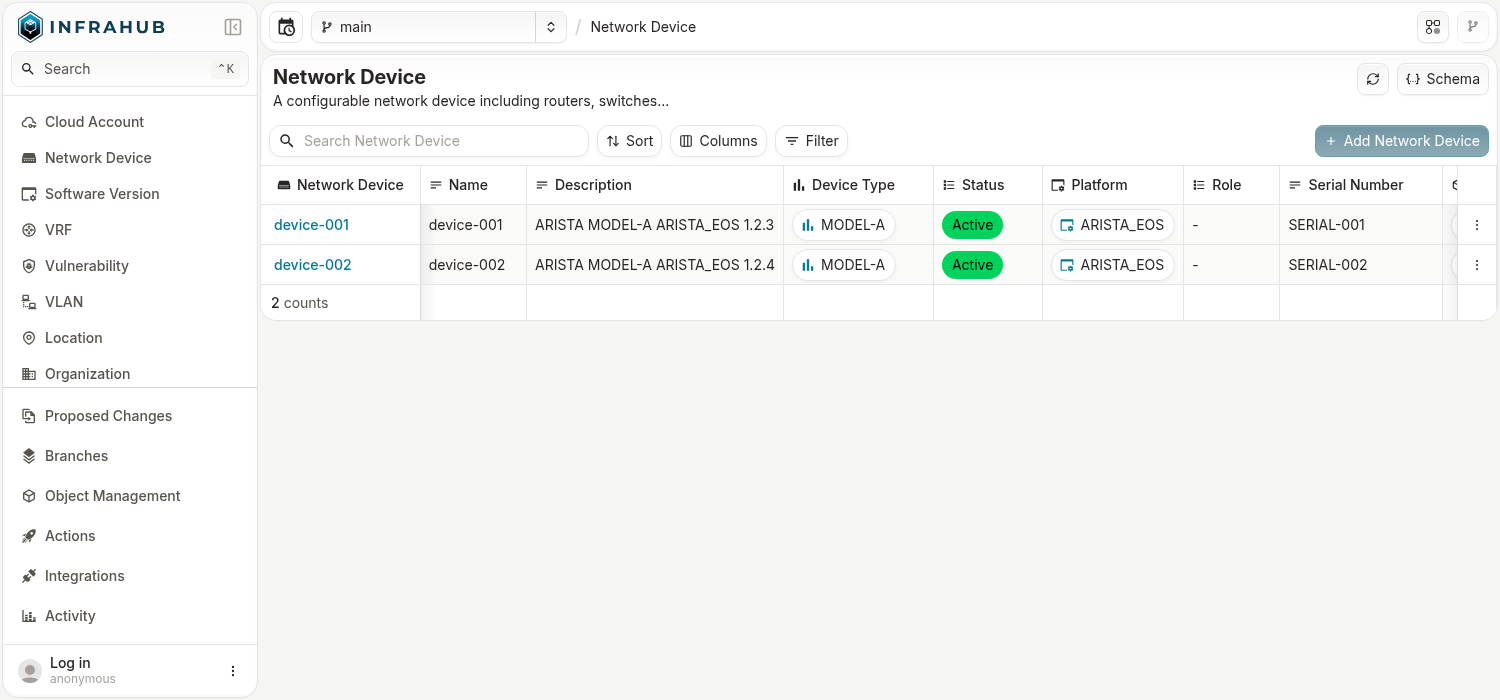 INFRAHUB
Search ^K
Cloud Account
Network Device
Software Version
VRF
Vulnerability
VLAN
Location
Organization
Proposed Changes
Branches
Object Management
Actions
Integrations
Activity
Log in
anonymous
main / Network Device
Network Device
A configurable network device including routers, switches...
Schema
Search Network Device Sort Columns Filter + Add Network Device
Network Device Name Description Device Type Status Platform Role Serial Number
device-001 device-001 ARISTA MODEL-A ARISTA_EOS 1.2.3 MODEL-A Active ARISTA_EOS - SERIAL-001
device-002 device-002 ARISTA MODEL-A ARISTA_EOS 1.2.4 MODEL-A Active ARISTA_EOS - SERIAL-002
2 counts